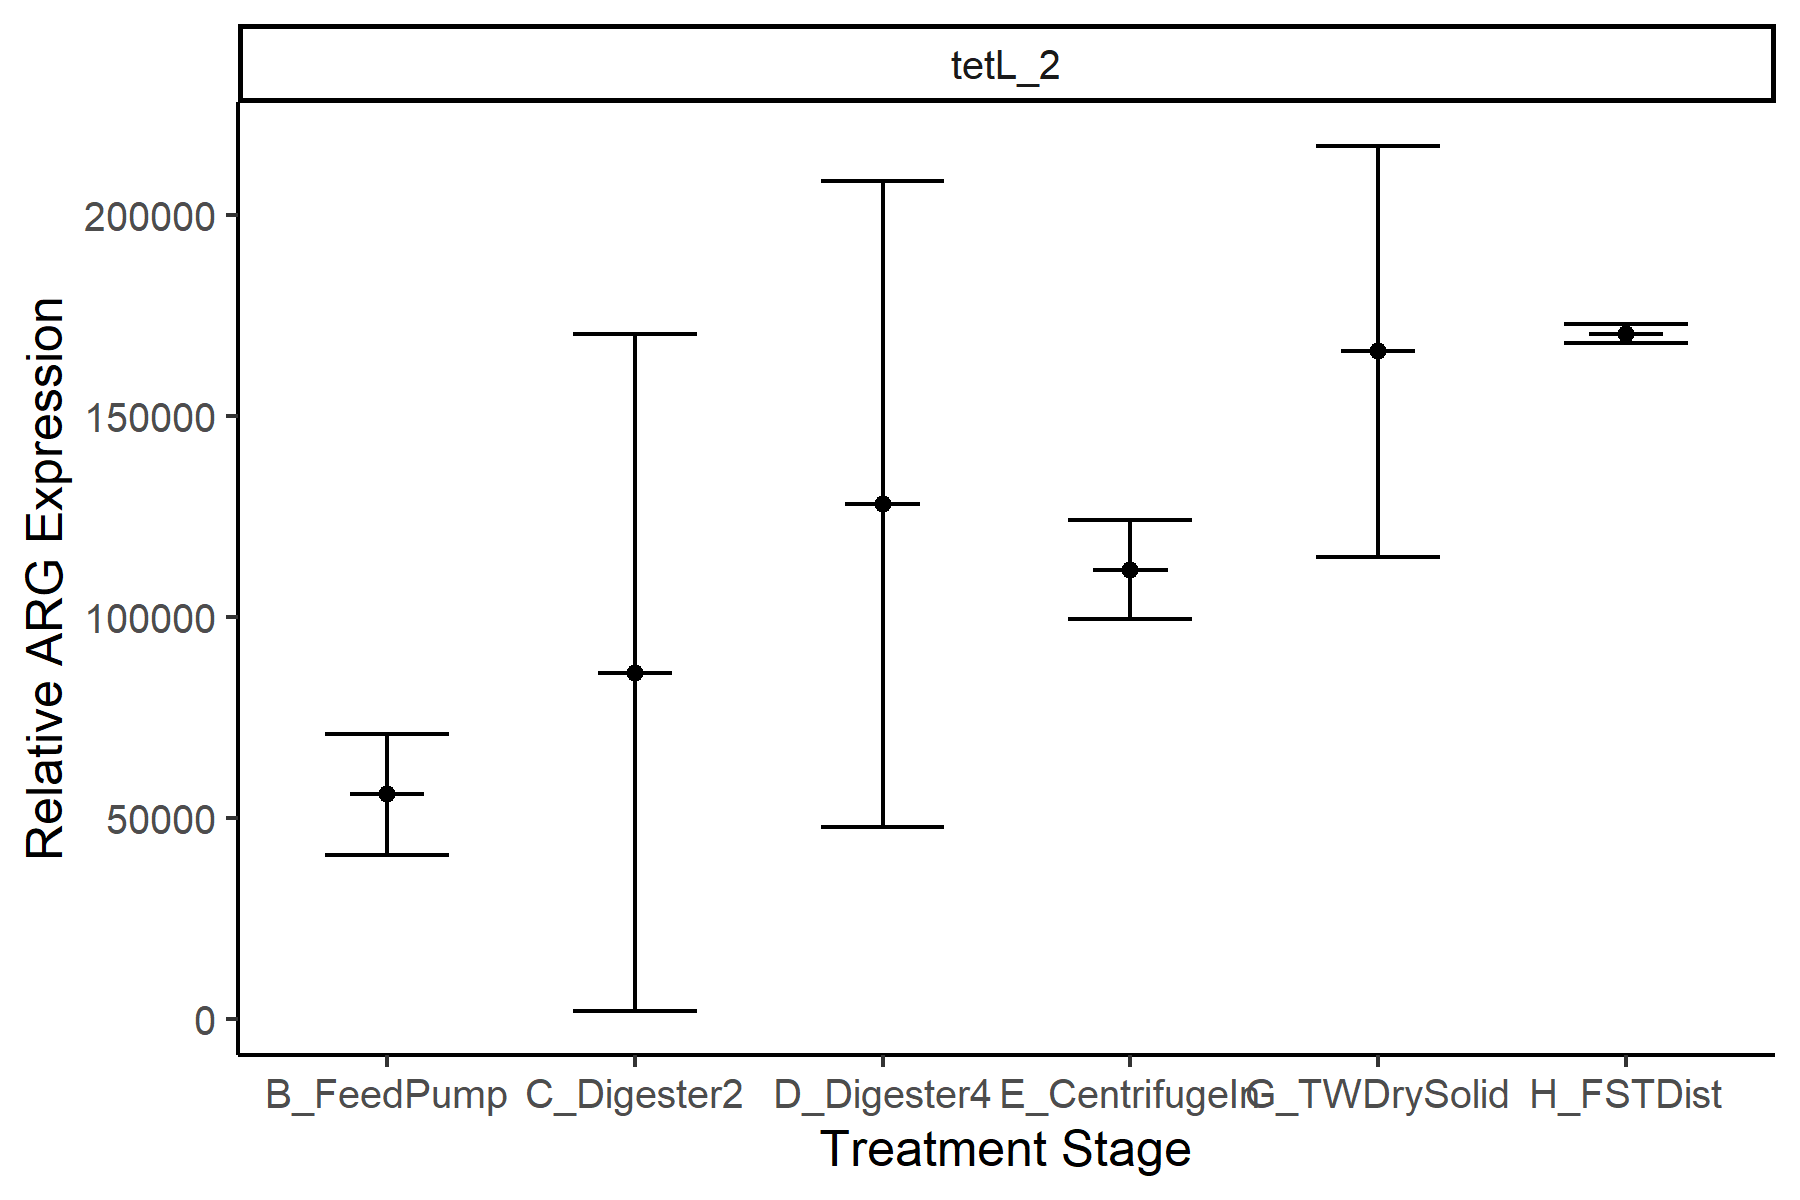 tetL_2
Relative ARG Expression
200000
150000
100000
50000
0
B_FeedPump C_Digester2 D_Digester4 E_CentrifugeIn G_TWDrySolid H_FSTDist
Treatment Stage